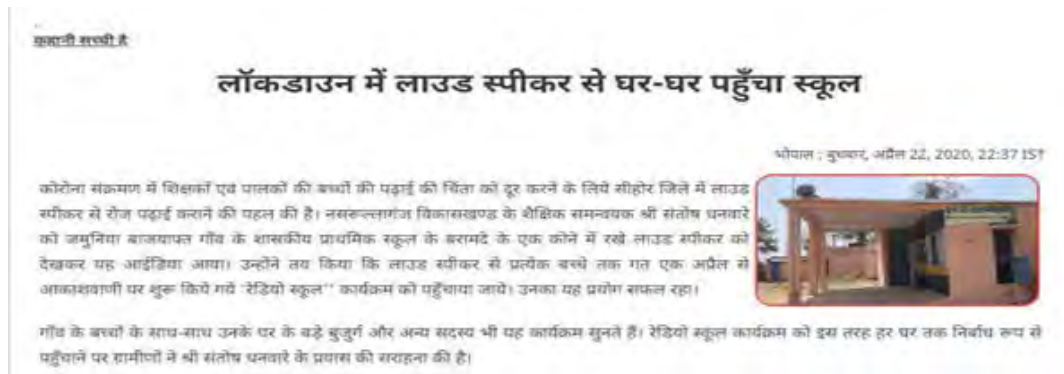 कहानी सच्ची है
लॉकडाउन में लाउड स्पीकर से घर-घर पहुँचा स्कूल
भोपाल : बुधवार, अप्रैल 22, 2020, 22:37 IST
कोरोना संक्रमण में शिक्षकों एवं पालकों की बच्चों की पढ़ाई की चिंता को दूर करने के लिये सीहोर जिले में लाउड
स्पीकर से रोज पढ़ाई कराने की पहल की है। नसरूल्लागंज विकासखण्ड के शैक्षिक समन्वयक श्री संतोष धनवारे
को जमुनिया बाजयाफ्त गाँव के शासकीय प्राथमिक स्कूल के बरामदे के एक कोने में रखे लाउड स्पीकर को
देखकर यह आईडिया आया। उन्होंने तय किया कि लाउड स्पीकर से प्रत्येक बच्चे तक गत एक अप्रैल से
आकाशवाणी पर शुरू किये गये ''रेडियो स्कूल'' कार्यक्रम को पहुँचाया जाये। उनका यह प्रयोग सफल रहा।
गाँव के बच्चों के साथ-साथ उनके घर के बड़े बुजुर्ग और अन्य सदस्य भी यह कार्यक्रम सुनते हैं। रेडियो स्कूल कार्यक्रम को इस तरह हर घर तक निर्बाध रूप से
पहुँचाने पर ग्रामीणों ने श्री संतोष धनवारे के प्रयास की सराहना की है।